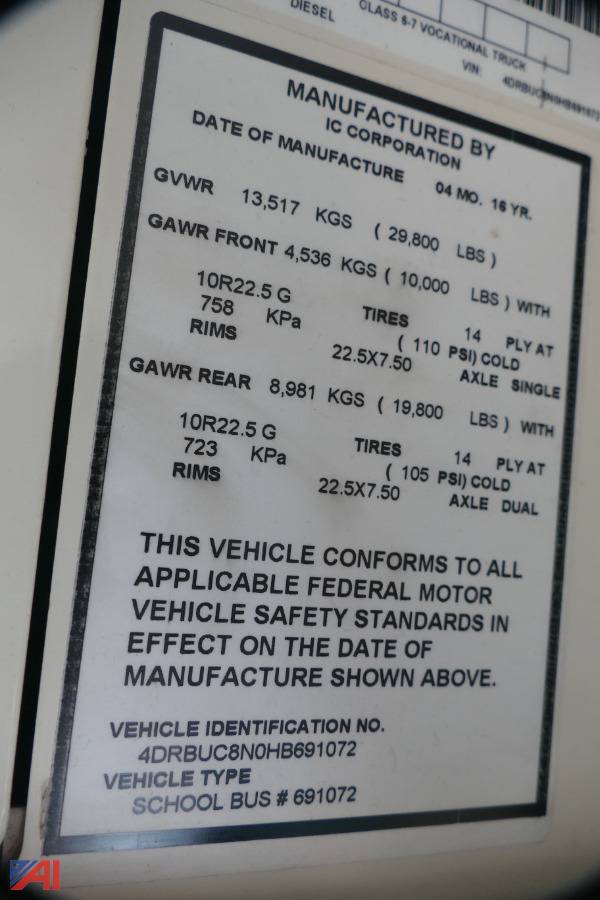 DIESEL
CLASS 6-7 VOCATIONAL TRUCK
VIN: 4DRBUC8N0HB691072
MANUFACTURED BY
IC CORPORATION
DATE OF MANUFACTURE 04 MO. 16 YR.
GVWR 13,517 KGS ( 29,800 LBS )
GAWR FRONT 4,536 KGS ( 10,000 LBS ) WITH
10R22.5 G TIRES 14 PLY AT
758 KPa ( 110 PSI) COLD
RIMS 22.5X7.50 AXLE SINGLE
GAWR REAR 8,981 KGS ( 19,800 LBS ) WITH
10R22.5 G TIRES 14 PLY AT
723 KPa ( 105 PSI) COLD
RIMS 22.5X7.50 AXLE DUAL
THIS VEHICLE CONFORMS TO ALL
APPLICABLE FEDERAL MOTOR
VEHICLE SAFETY STANDARDS IN
EFFECT ON THE DATE OF
MANUFACTURE SHOWN ABOVE.
VEHICLE IDENTIFICATION NO.
4DRBUC8N0HB691072
VEHICLE TYPE
SCHOOL BUS # 691072
AI